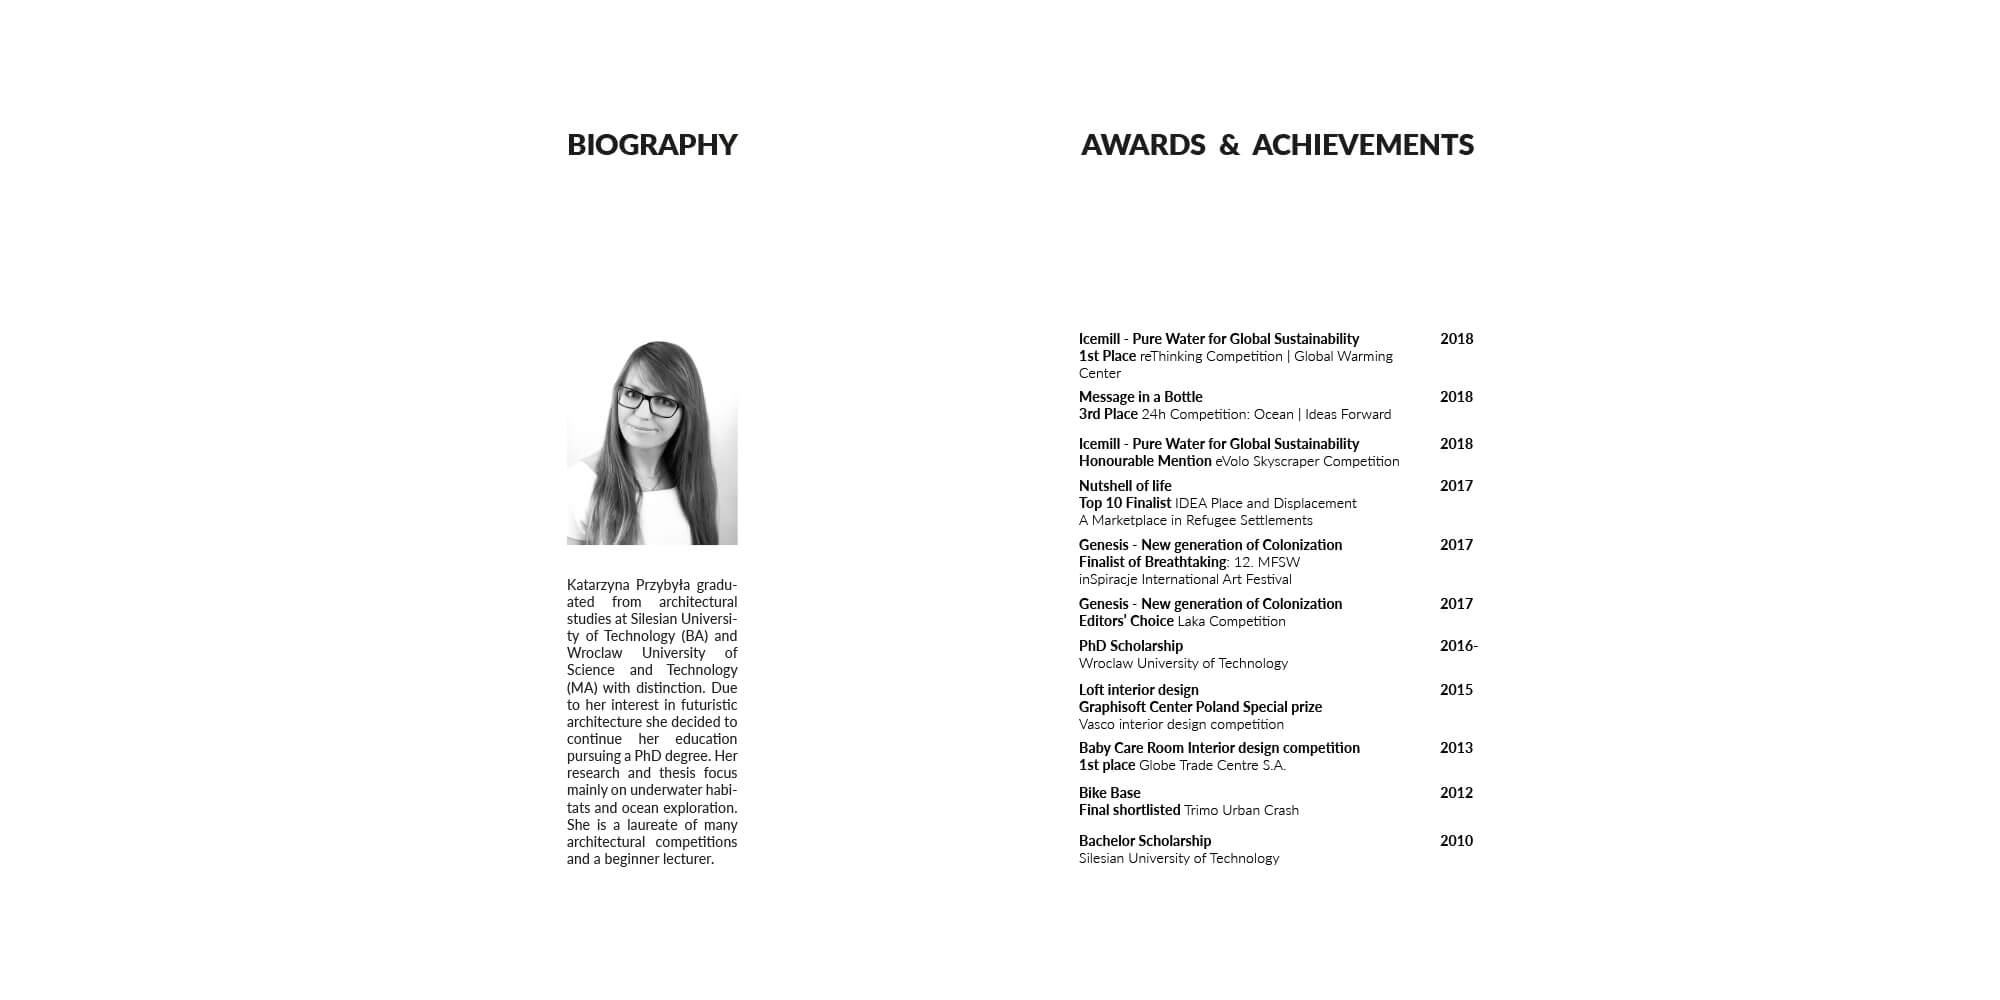 BIOGRAPHY
Katarzyna Przybyła gradu-
ated from architectural
studies at Silesian Universi-
ty of Technology (BA) and
Wroclaw University of
Science and Technology
(MA) with distinction. Due
to her interest in futuristic
architecture she decided to
continue her education
pursuing a PhD degree. Her
research and thesis focus
mainly on underwater habi-
tats and ocean exploration.
She is a laureate of many
architectural competitions
and a beginner lecturer.
AWARDS & ACHIEVEMENTS
Icemill - Pure Water for Global Sustainability 2018
1st Place reThinking Competition | Global Warming
Center
Message in a Bottle 2018
3rd Place 24h Competition: Ocean | Ideas Forward
Icemill - Pure Water for Global Sustainability 2018
Honourable Mention eVolo Skyscraper Competition
Nutshell of life 2017
Top 10 Finalist IDEA Place and Displacement
A Marketplace in Refugee Settlements
Genesis - New generation of Colonization 2017
Finalist of Breathtaking: 12. MFSW
inSpiracje International Art Festival
Genesis - New generation of Colonization 2017
Editors' Choice Laka Competition
PhD Scholarship 2016-
Wroclaw University of Technology
Loft interior design 2015
Graphisoft Center Poland Special prize
Vasco interior design competition
Baby Care Room Interior design competition 2013
1st place Globe Trade Centre S.A.
Bike Base 2012
Final shortlisted Trimo Urban Crash
Bachelor Scholarship 2010
Silesian University of Technology